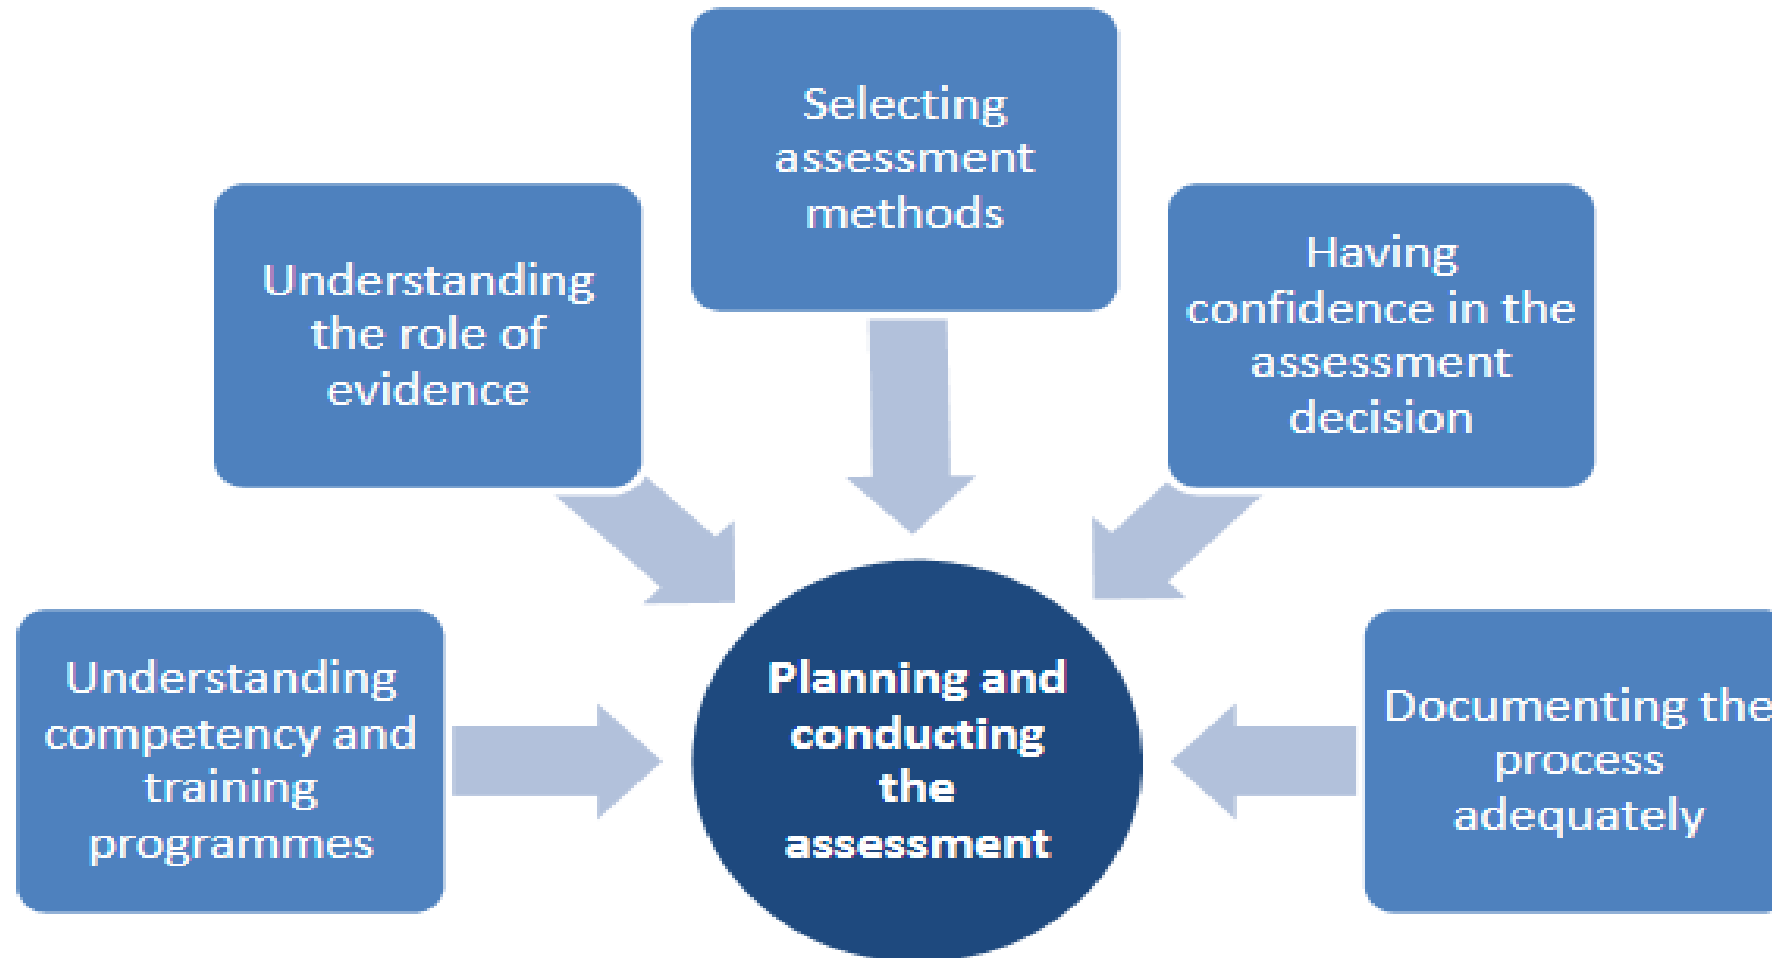 Selecting
assessment
methods
Understanding
the role of
evidence
Having
confidence in the
assessment
decision
Understanding
competency and
training
programmes
Planning and
conducting
the
assessment
Documenting the
process
adequately